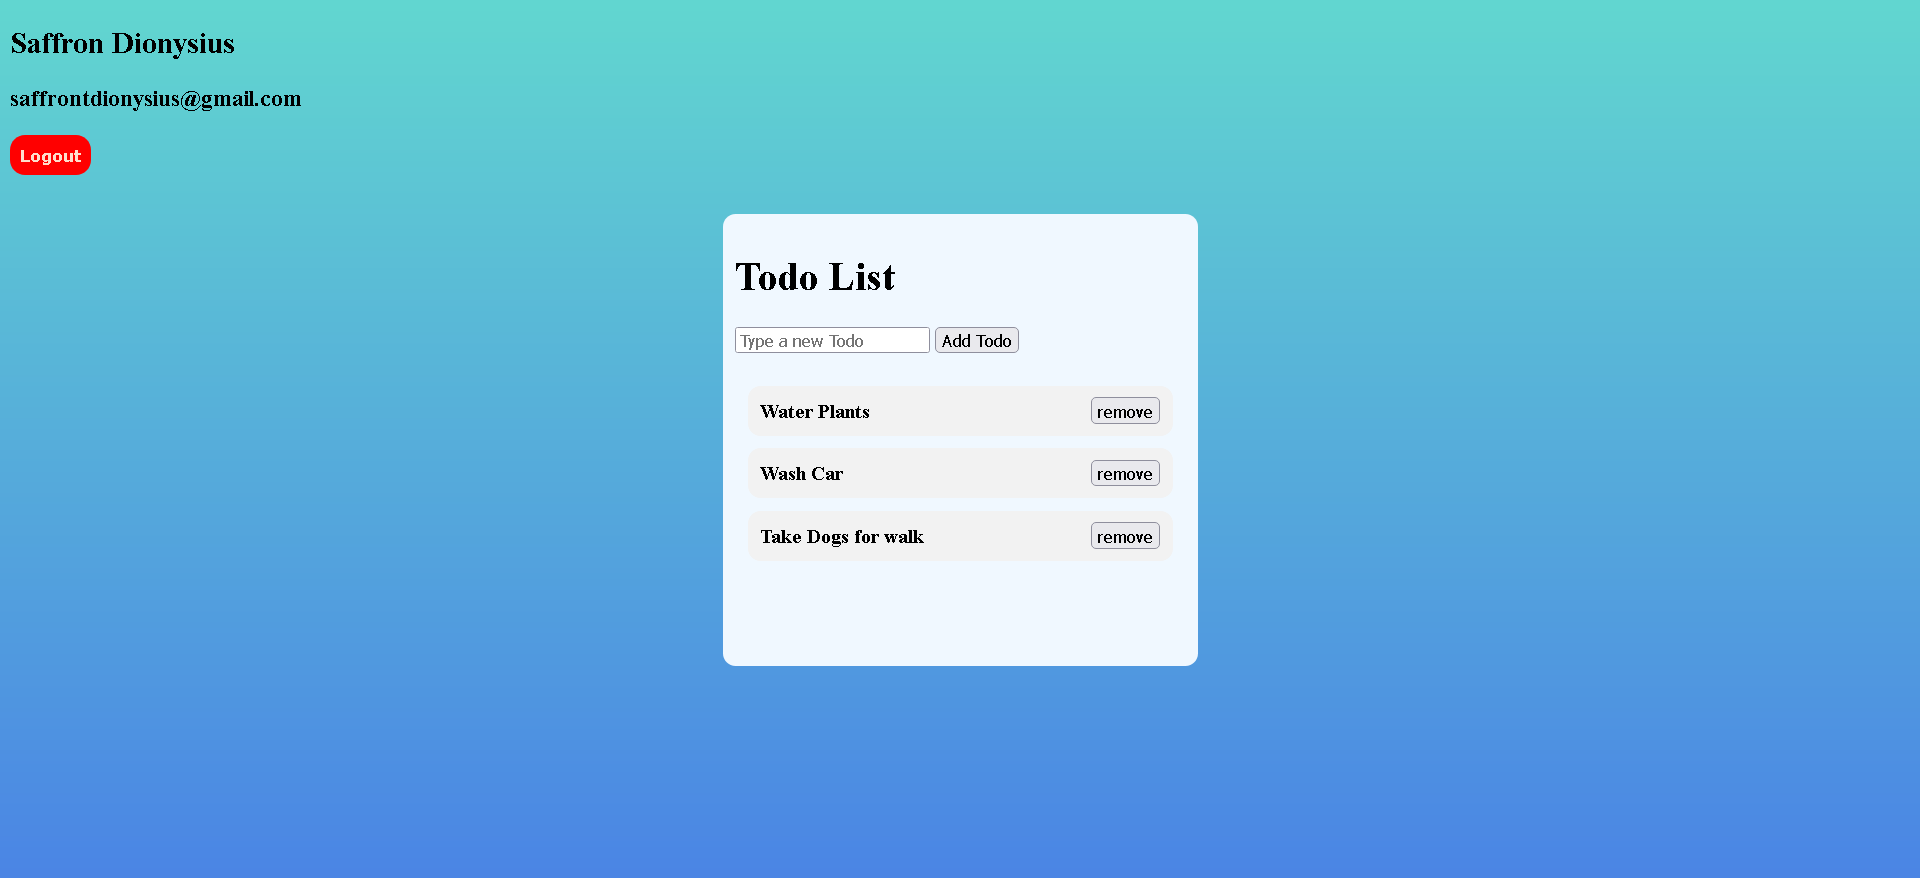 Saffron Dionysius
saffrontdionysius@gmail.com
Logout
Todo List
Type a new Todo Add Todo
Water Plants remove
Wash Car remove
Take Dogs for walk remove